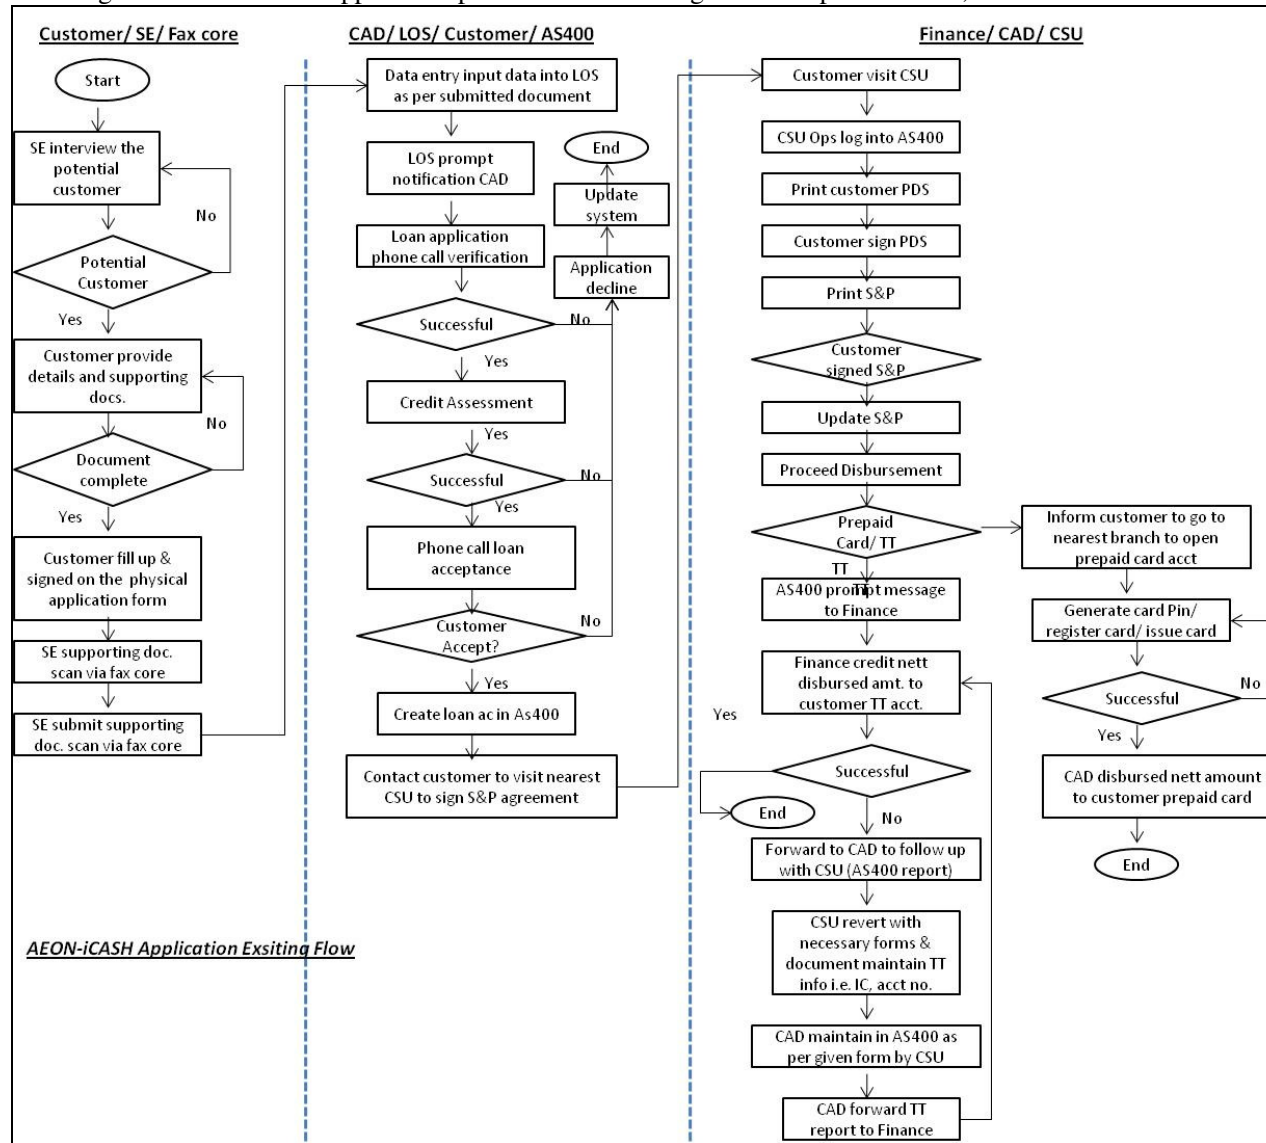 Customer/ SE/ Fax core
Start
SE interview the
potential
customer
No
Potential
Customer
Yes
Customer provide
details and supporting
docs.
No
Document
complete
Yes
Customer fill up &
signed on the physical
application form
SE supporting doc.
scan via fax core
SE submit supporting
doc. scan via fax core
AEON-iCASH Application Exsiting Flow
CAD/ LOS/ Customer/ AS400
Data entry input data into LOS
as per submitted document
LOS prompt
notification CAD
Loan application
phone call verification
Successful
No
Yes
Credit Assessment
Yes
Successful
No
Yes
Phone call loan
acceptance
Customer
Accept?
No
Yes
Create loan ac in As400
Contact customer to visit nearest
CSU to sign S&P agreement
End
Update
system
Application
decline
Finance/ CAD/ CSU
Customer visit CSU
CSU Ops log into AS400
Print customer PDS
Customer sign PDS
Print S&P
Customer
signed S&P
Update S&P
Proceed Disbursement
Prepaid
Card/ TT
TT
TT
AS400 prompt message
to Finance
Finance credit nett
disbursed amt. to
customer TT acct.
Yes
Successful
End
No
Forward to CAD to follow up
with CSU (AS400 report)
CSU revert with
necessary forms &
document maintain TT
info i.e. IC, acct no.
CAD maintain in AS400 as
per given form by CSU
CAD forward TT
report to Finance
Inform customer to go to
nearest branch to open
prepaid card acct
Generate card Pin/
register card/ issue card
Successful
No
Yes
CAD disbursed nett amount
to customer prepaid card
End